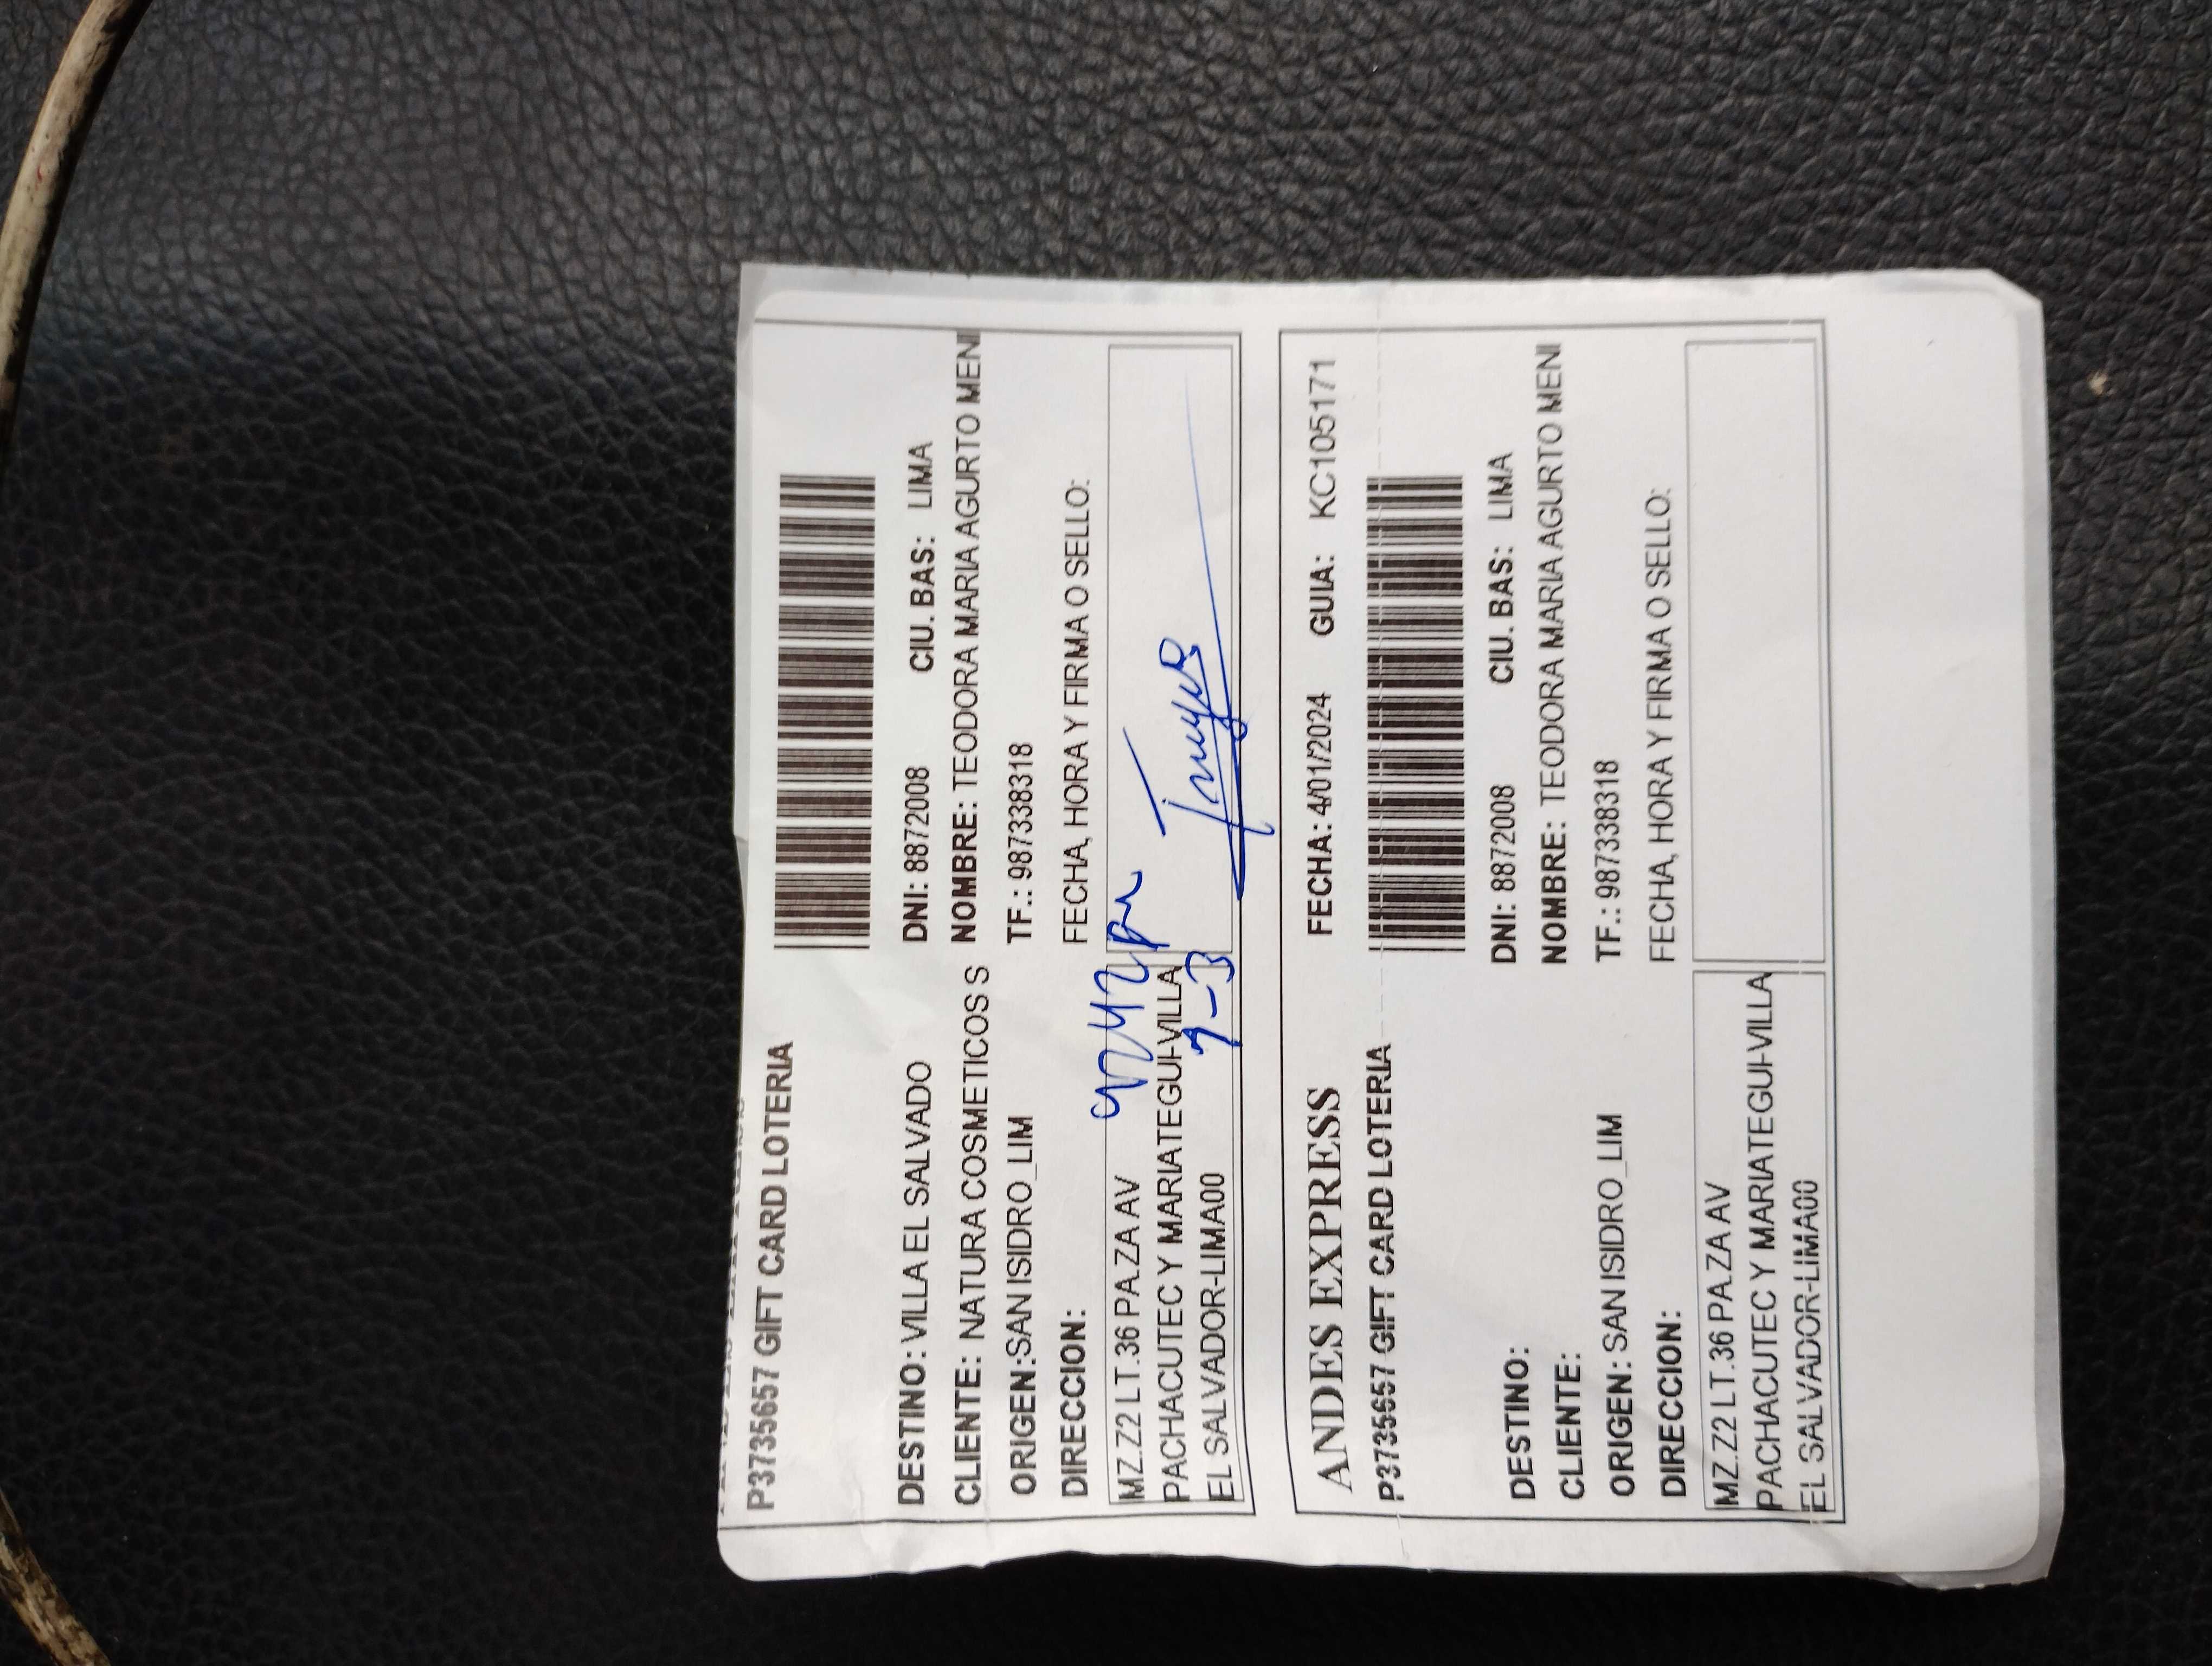 P3735657 GIFT CARD LOTERIA
DESTINO: VILLA EL SALVADO
DNI: 8872008 CIU. BAS: LIMA
CLIENTE: NATURA COSMETICOS S NOMBRE: TEODORA MARIA AGURTO MENI
ORIGEN:SAN ISIDRO_LIM TF.: 987338318
DIRECCION: FECHA, HORA Y FIRMA O SELLO:
MZ.Z2 LT.36 PA.ZA AV
PACHACUTEC Y MARIATEGUI-VILLA
EL SALVADOR-LIMA00
ANDES EXPRESS FECHA: 4/01/2024 GUIA: KC105171
P3735657 GIFT CARD LOTERIA
DESTINO: DNI: 8872008 CIU. BAS: LIMA
CLIENTE: NOMBRE: TEODORA MARIA AGURTO MENI
ORIGEN: SAN ISIDRO_LIM TF.: 987338318
DIRECCION: FECHA, HORA Y FIRMA O SELLO:
MZ.Z2 LT.36 PA.ZA AV
PACHACUTEC Y MARIATEGUI-VILLA
EL SALVADOR-LIMA00